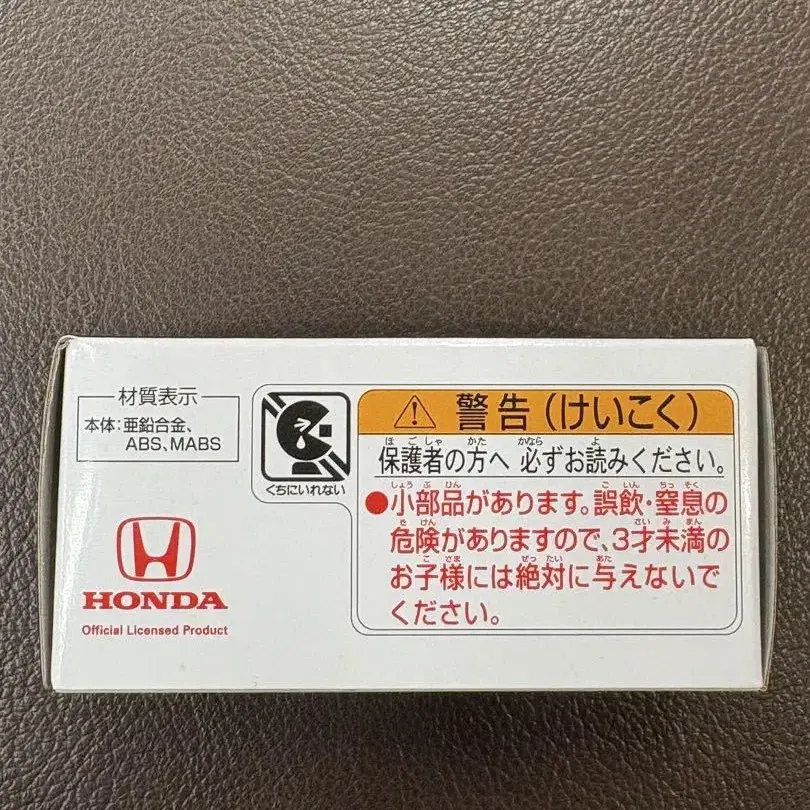 材質表示
本体:亜鉛合金、
ABS、MABS
HONDA
Official Licensed Product
くちにいれない
警告(けいこく)
ほごしゃ かた かなら よ
保護者の方へ 必ずお読みください。
しょうぶひん ごいん ちっそく
●小部品があります。誤飲・窒息の
きけん さいみまん
危険がありますので、3才未満の
こさま ぜったい あた
お子様には絶対に与えないで
ください。